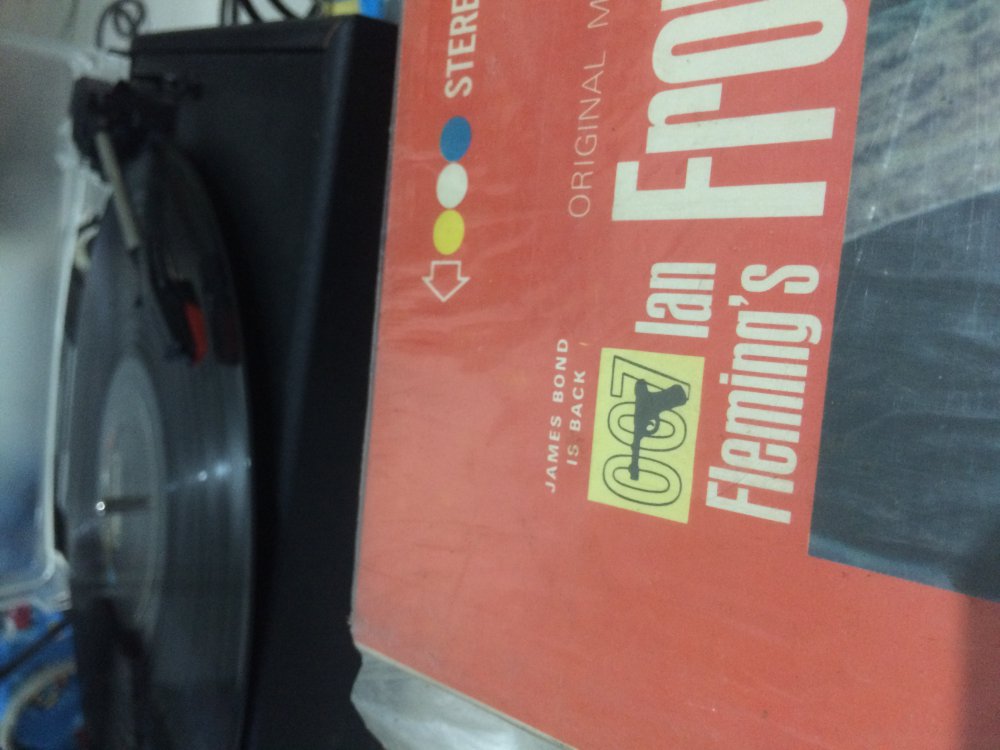 STERE
ORIGINAL M
JAMES BOND
IS BACK
007
Ian
Fleming's
Fro